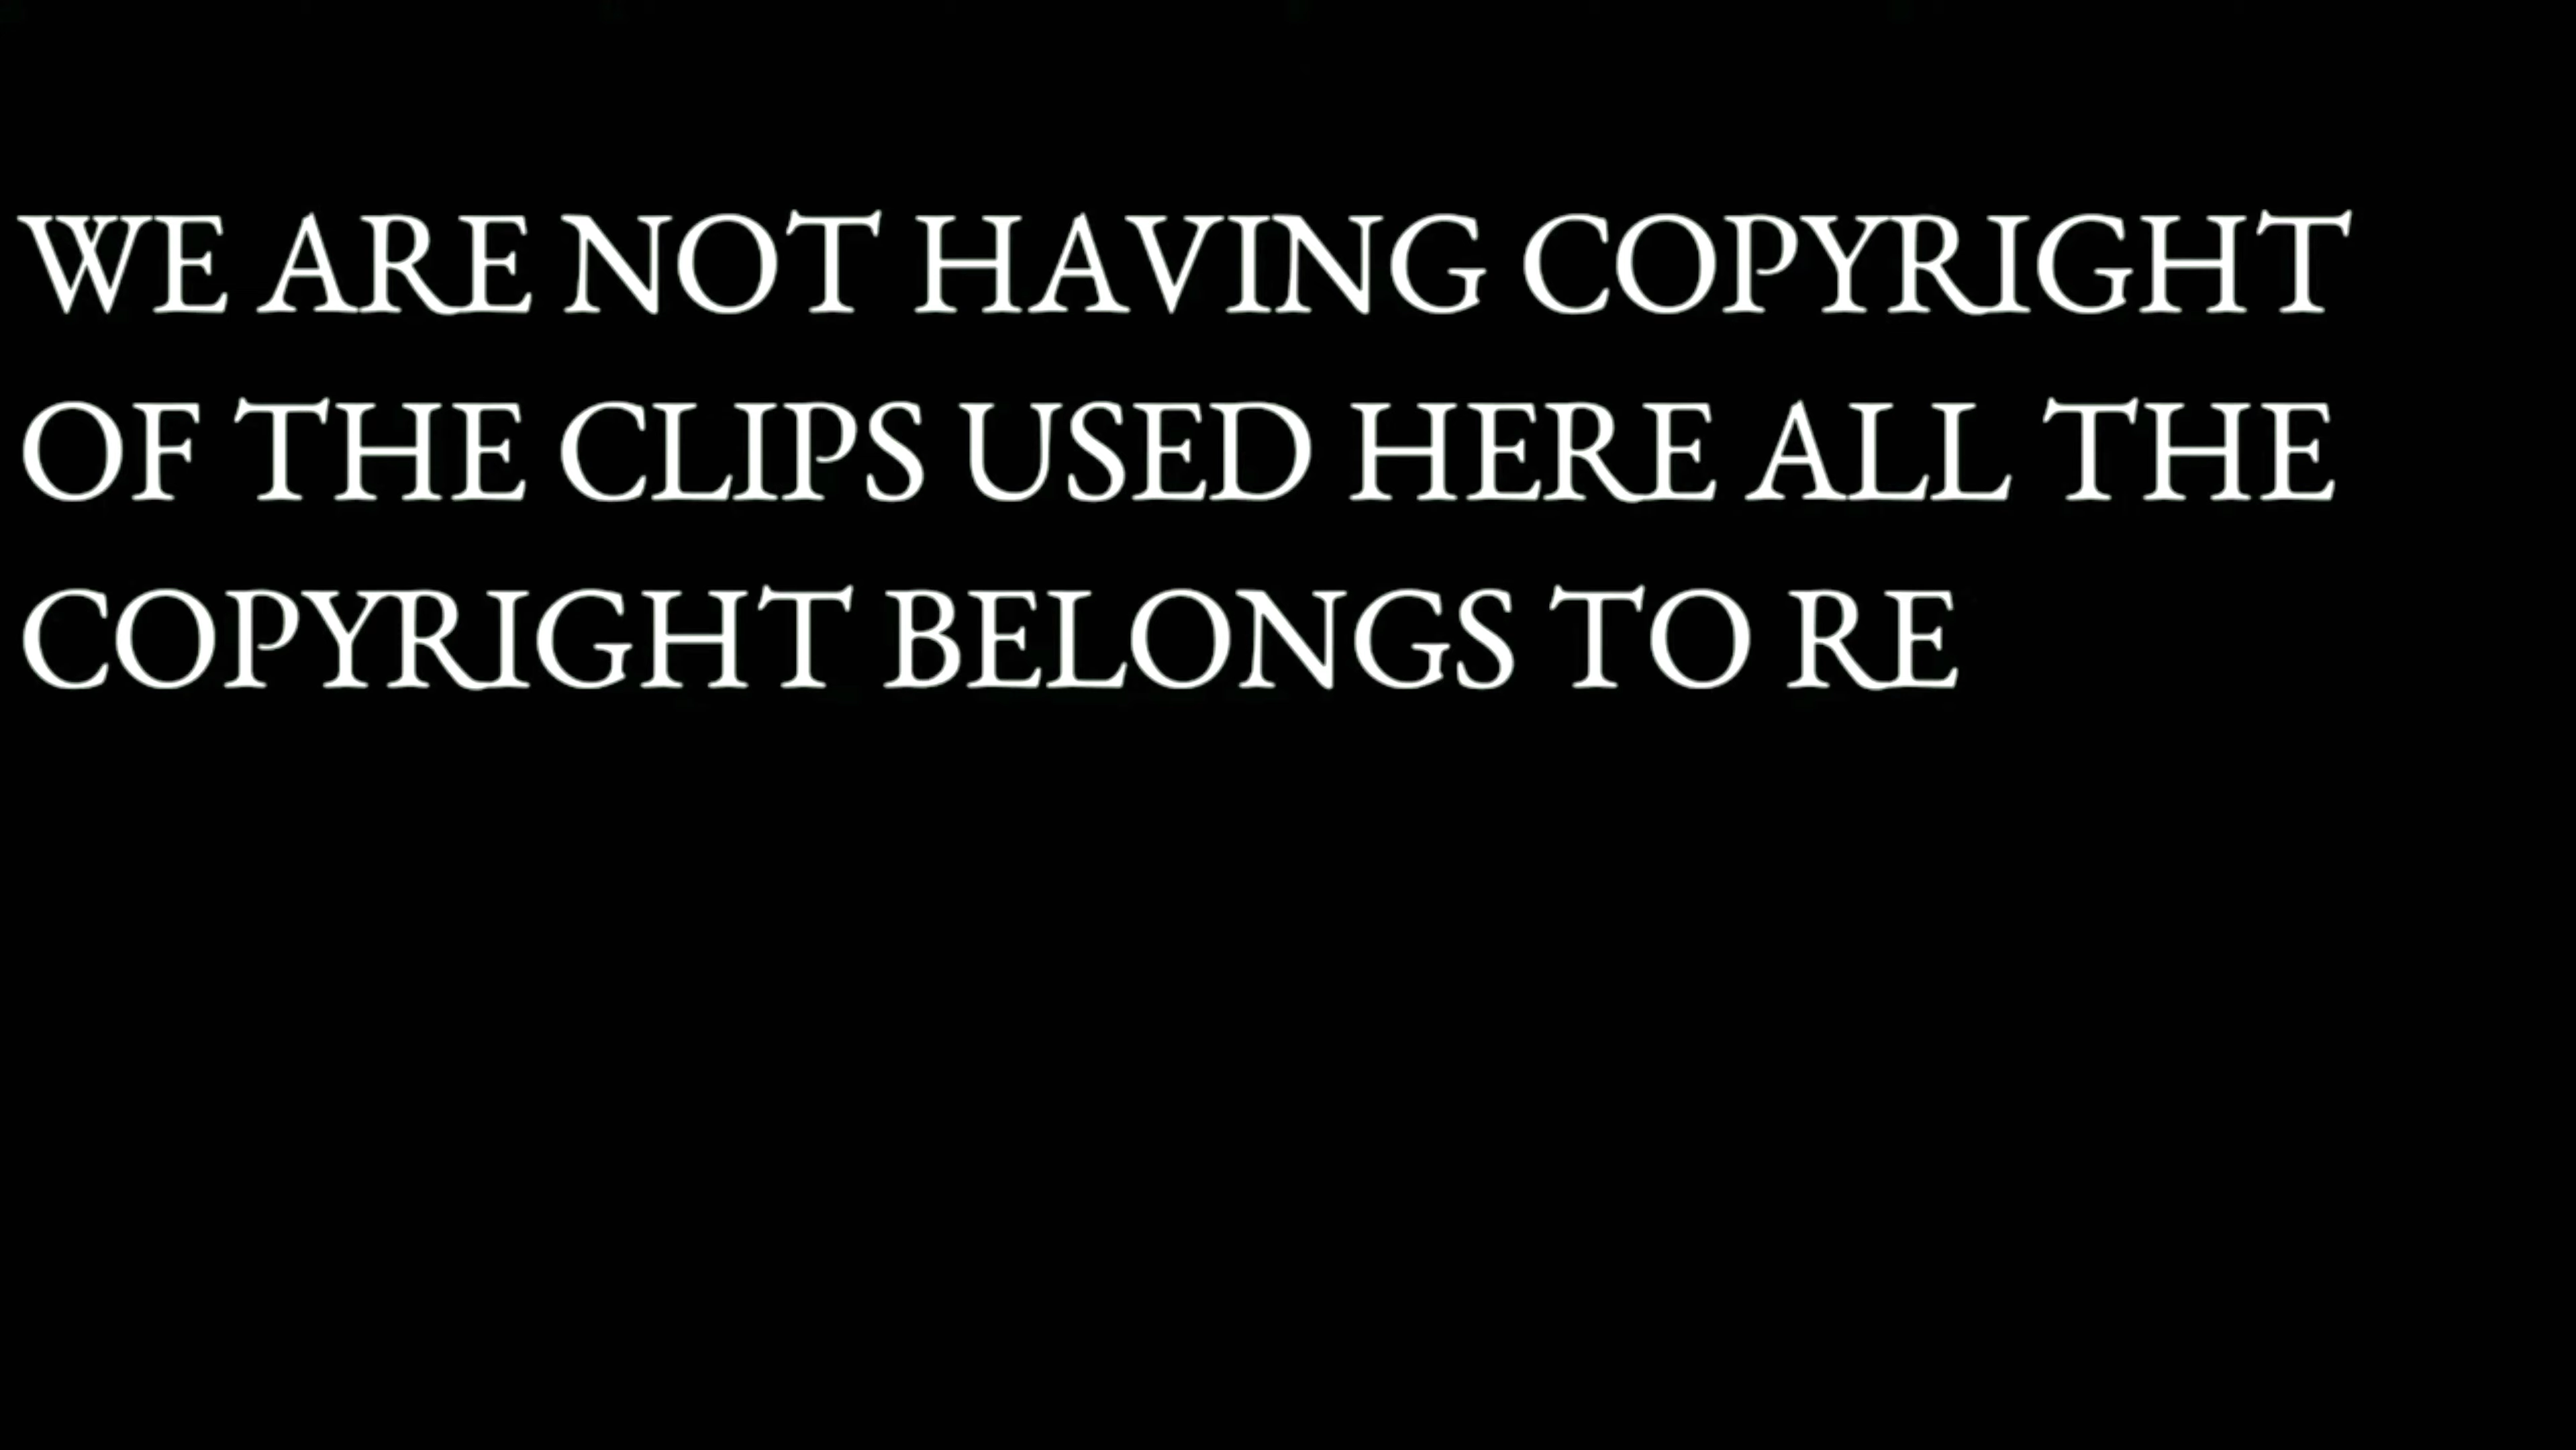 WE ARE NOT HAVING COPYRIGHT
OF THE CLIPS USED HERE ALL THE
COPYRIGHT BELONGS TO RE